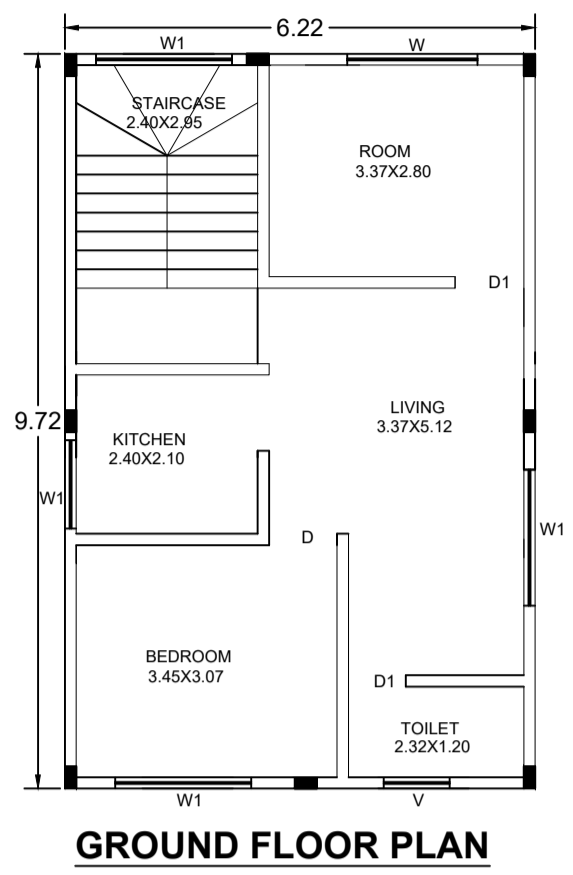 6.22
W1
W
STAIRCASE
2.40X2.95
ROOM
3.37X2.80
D1
9.72
LIVING
3.37X5.12
KITCHEN
2.40X2.10
W1
D
W1
BEDROOM
3.45X3.07
D1
TOILET
2.32X1.20
W1
V
GROUND FLOOR PLAN